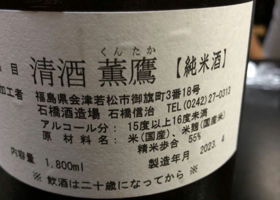 くんたか
目 清酒 薫鷹 【純米酒】
加工者 福島県会津若松市御旗町3番18号
石橋酒造場 石橋信治 TEL (0242)27-0313
アルコール分： 15度以上16度未満
原材料名： 米(国産)、米麹(国産米)
精米歩合 55%
内容量 1,800ml 製造年月 2023.4
※ 飲酒は二十歳になってから ※